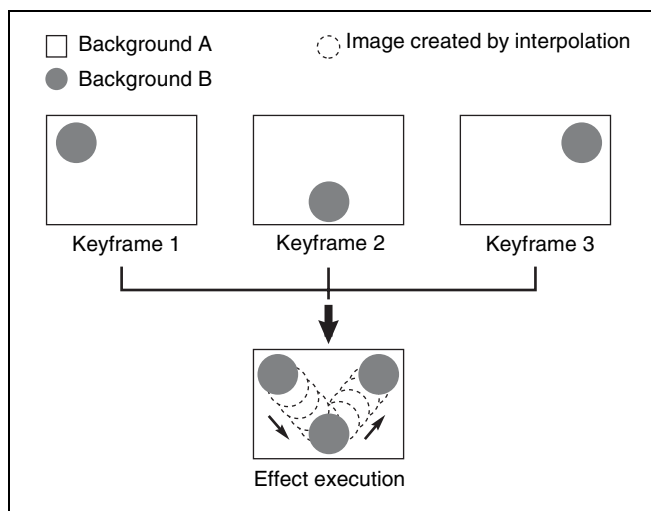 Background A
Image created by interpolation
Background B
Keyframe 1
Keyframe 2
Keyframe 3
Effect execution